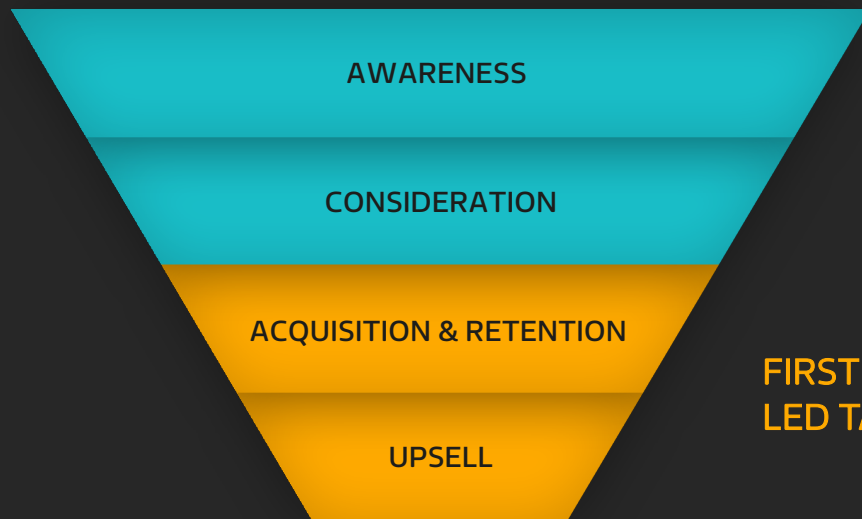 AWARENESS
CONSIDERATION
ACQUISITION & RETENTION
FIRST
LED
UPSELL